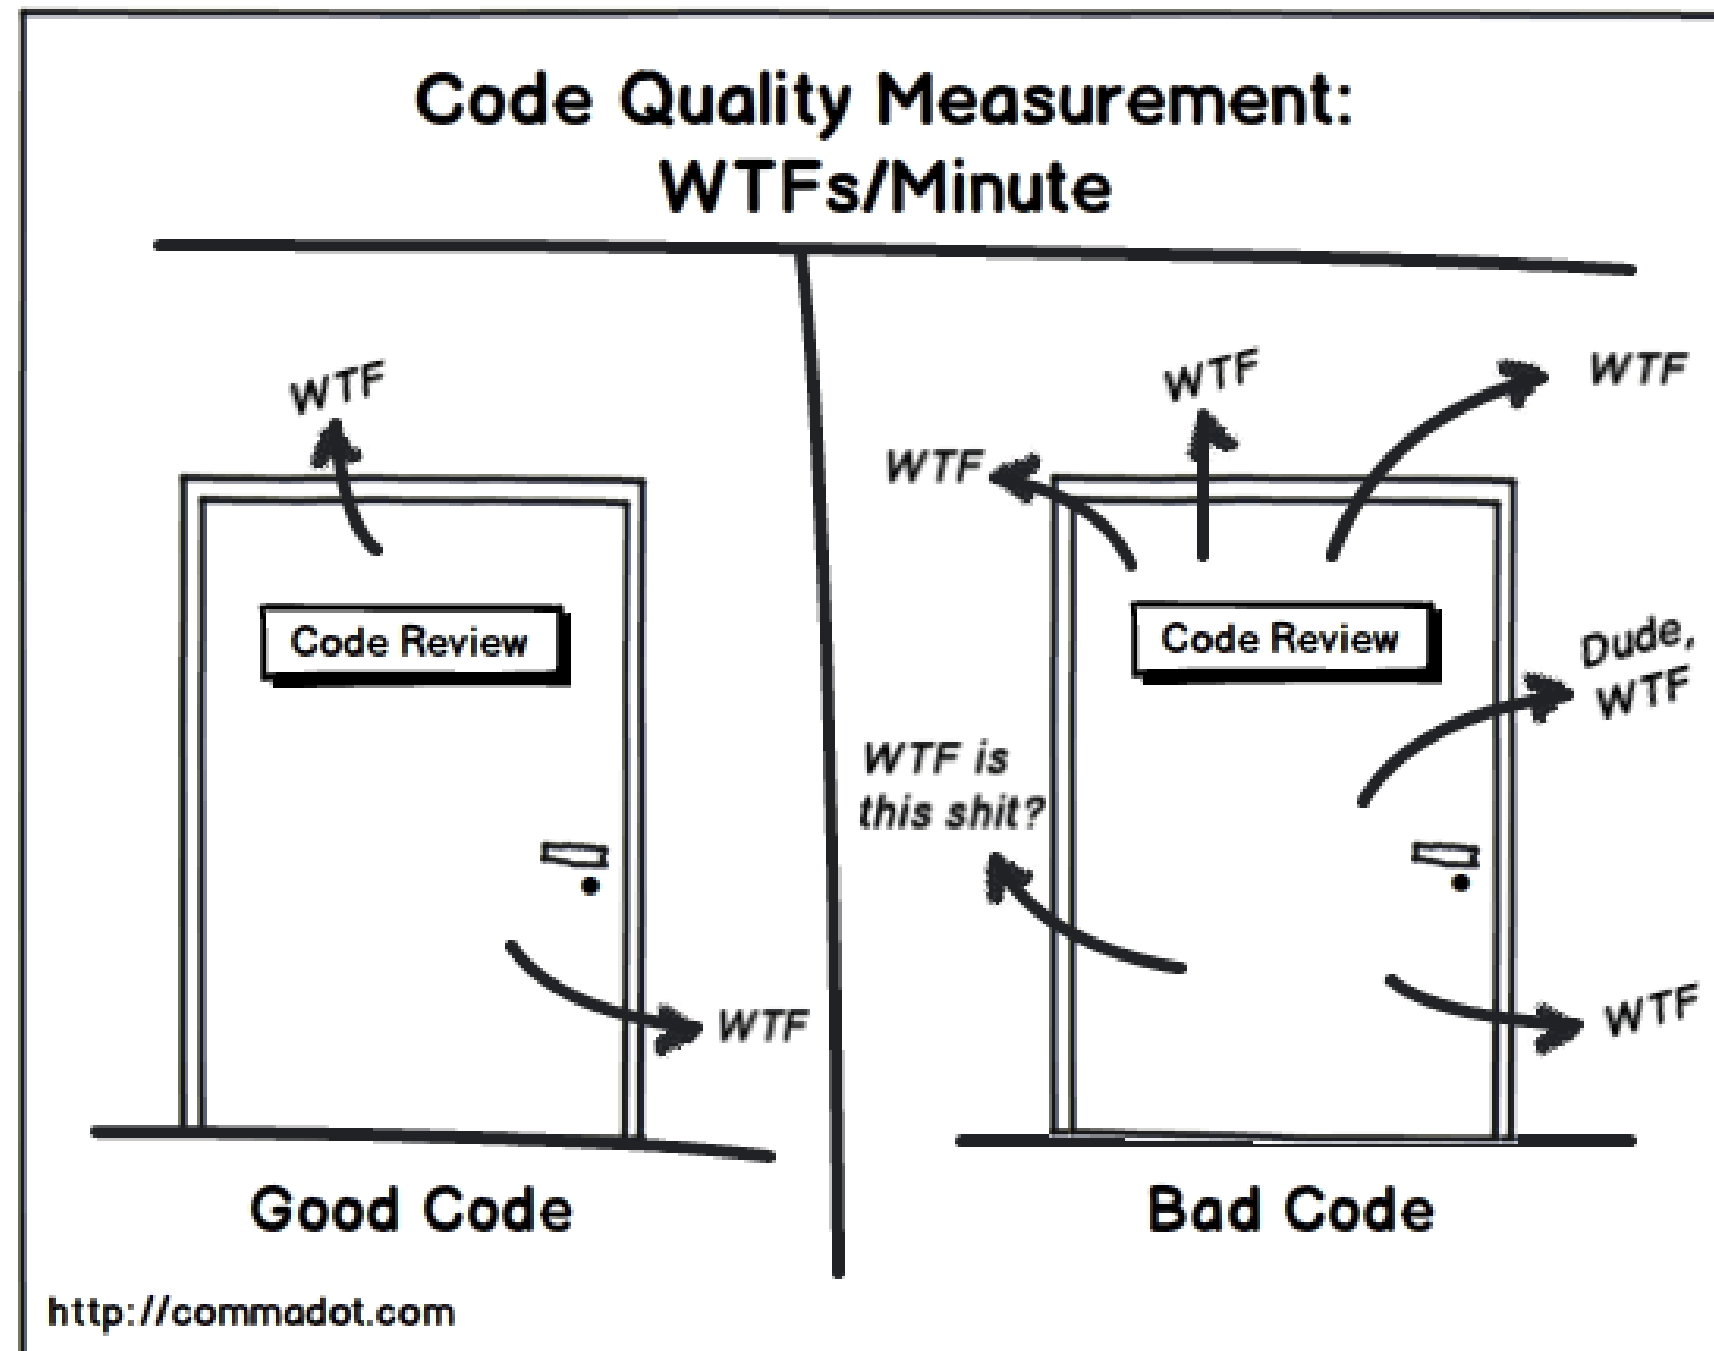 Code Quality Measurement:
WTFs/Minute
WTF
Code Review
WTF
Good Code
WTF
WTF
WTF
Code Review
Dude,
WTF
WTF is
this shit?
WTF
Bad Code
http://commadot.com